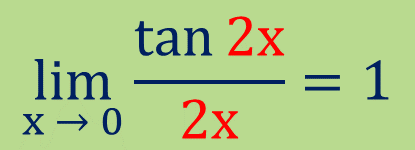 lim x → 0 tan 2x / 2x = 1